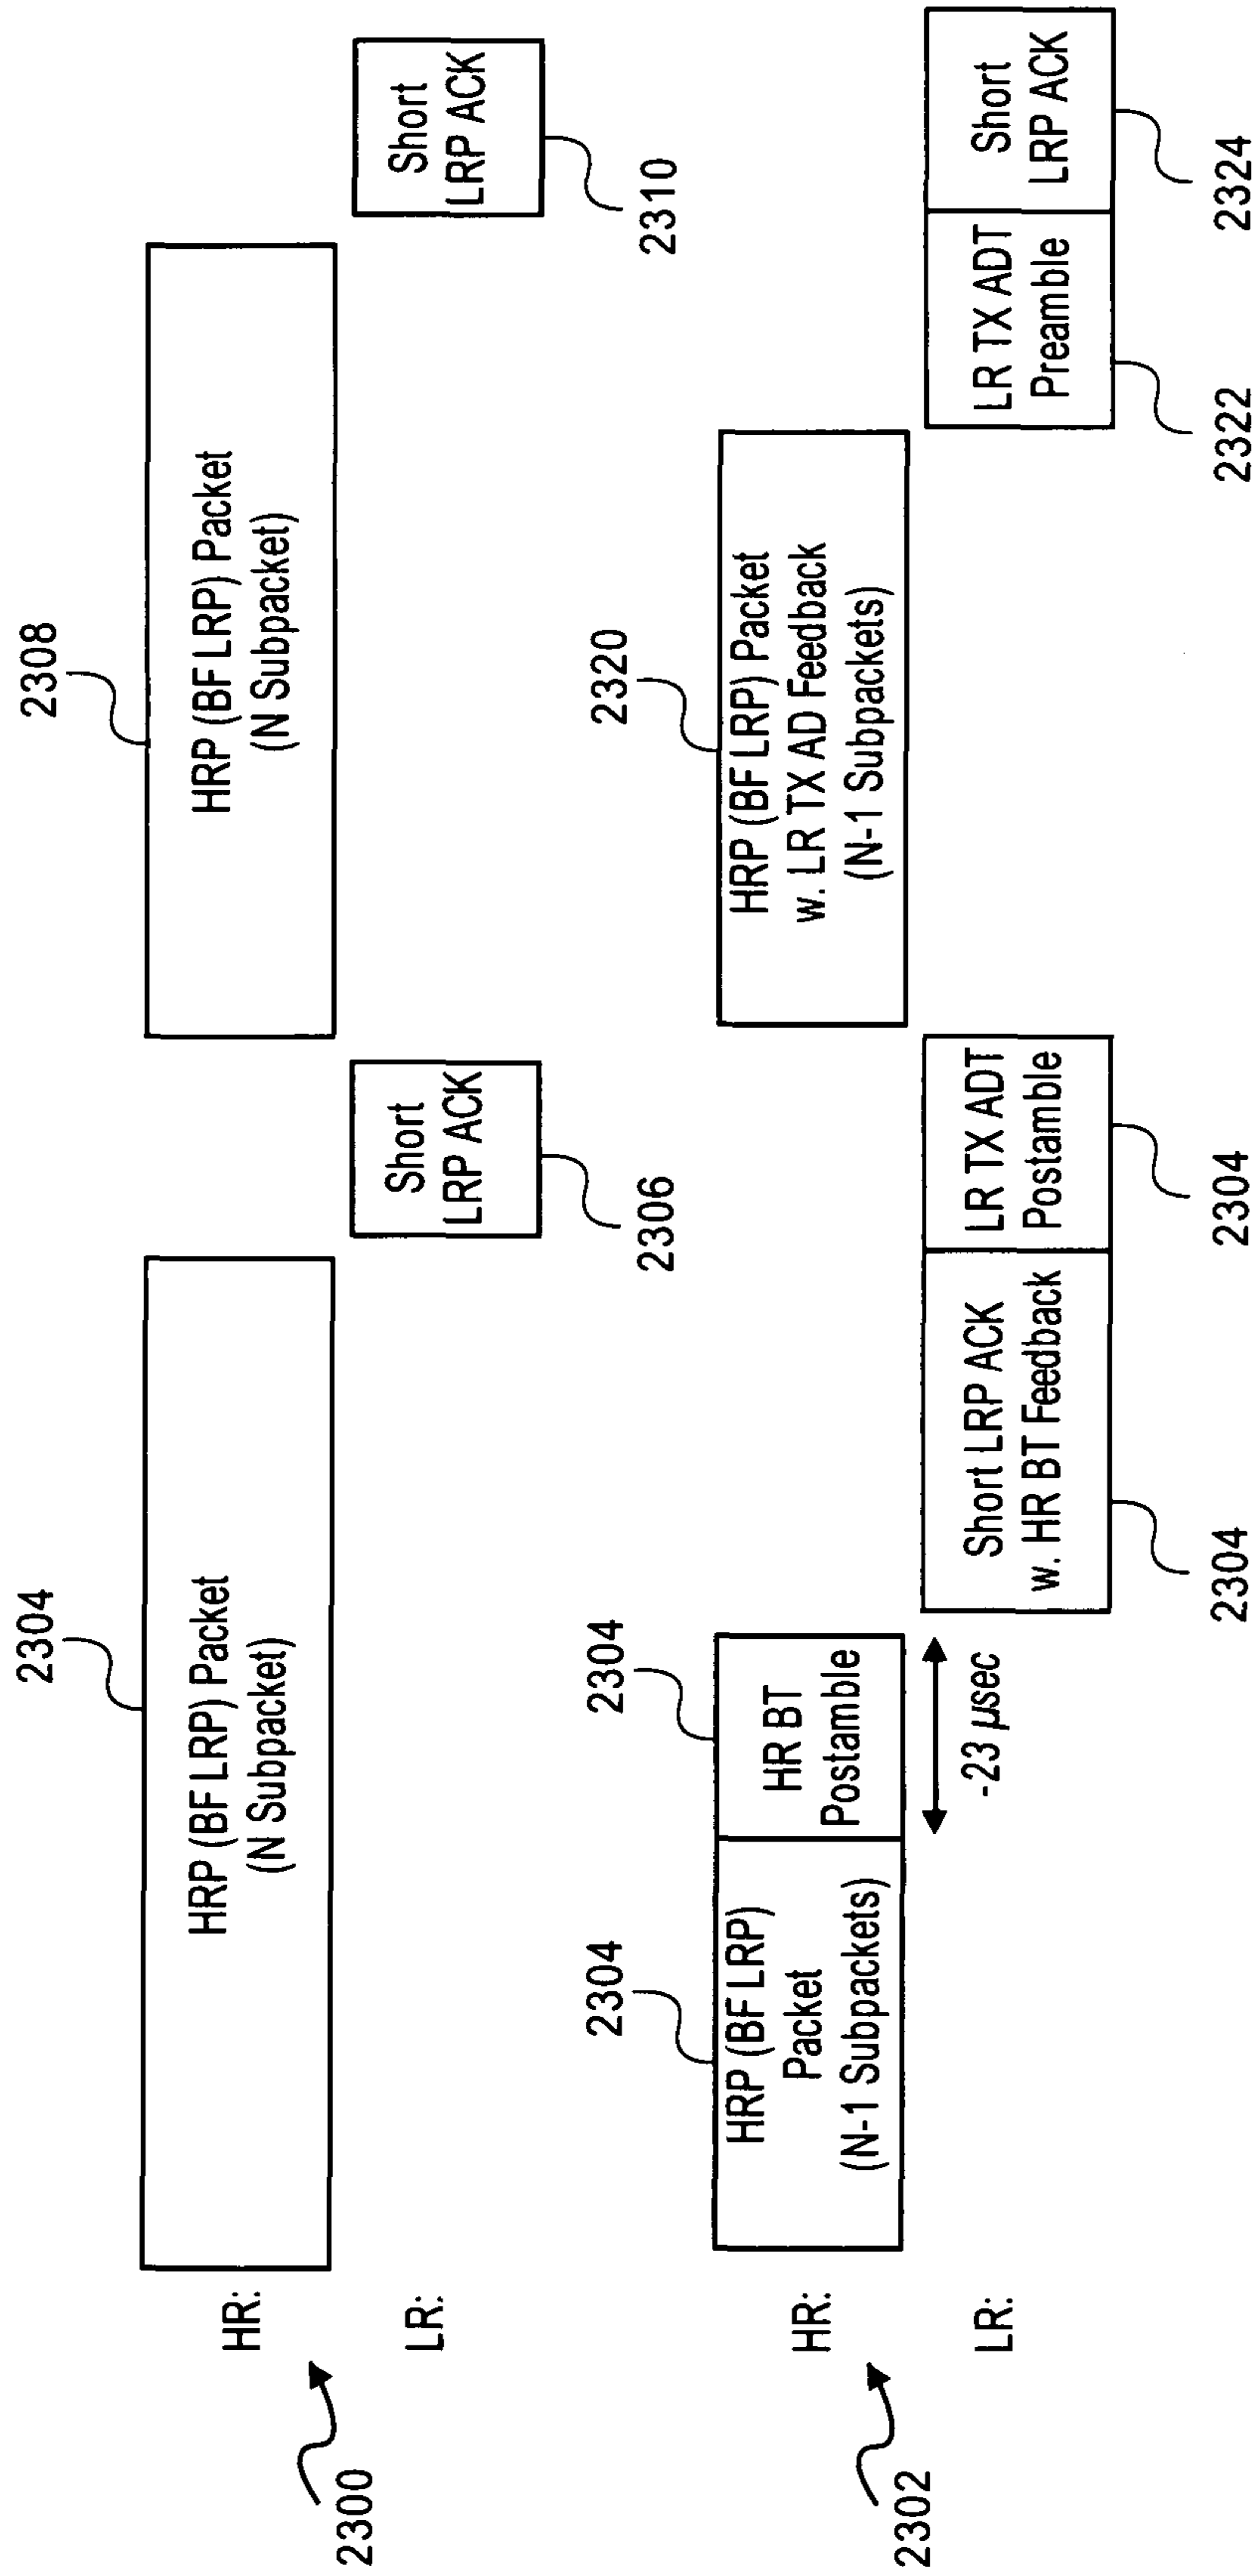 2300
HR:
LR:
2304
HRP (BF LRP) Packet
(N Subpacket)
Short
LRP ACK
2306
2308
HRP (BF LRP) Packet
(N Subpacket)
Short
LRP ACK
2310
2302
HR:
LR:
2304
HRP (BF LRP)
Packet
(N-1 Subpackets)
2304
HR BT
Postamble
-23 µsec
Short LRP ACK
w. HR BT Feedback
2304
LR TX ADT
Postamble
2304
2320
HRP (BF LRP) Packet
w. LR TX AD Feedback
(N-1 Subpackets)
LR TX ADT
Preamble
2322
Short
LRP ACK
2324